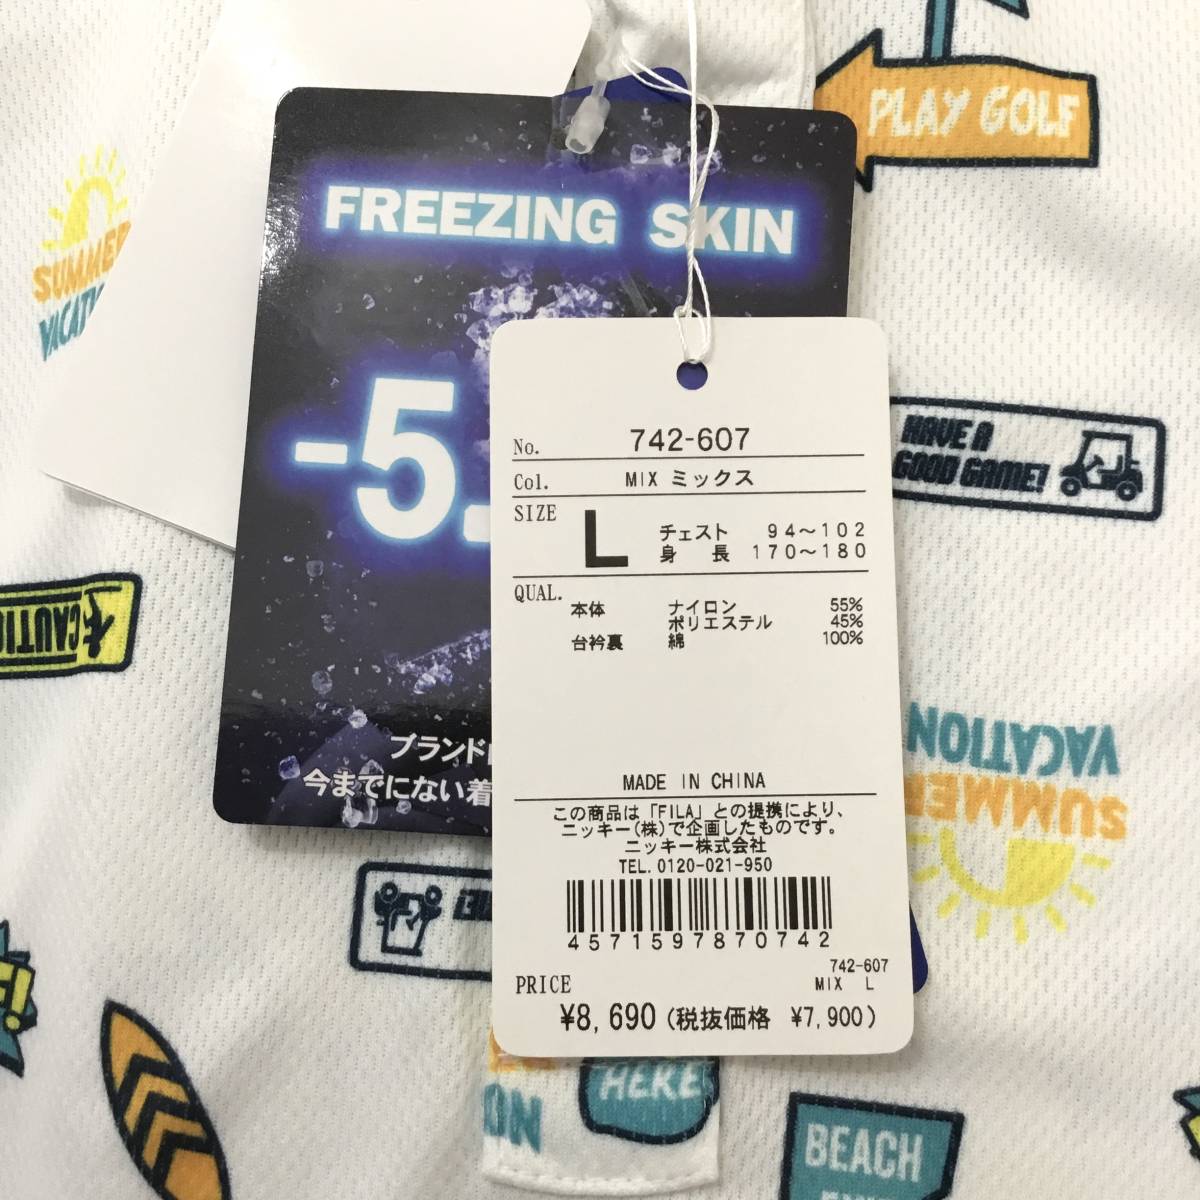 PLAY GOLF
FREEZING SKIN
SUMMER
-5.
No. 742-607
HAVE A
GOOD GAME!
Col. MIX ミックス
SIZE L チェスト 94～102
身長 170～180
QUAL. 本体 ナイロン 55%
ポリエステル 45%
台衿裏 綿 100%
CAUTIO
VACATION
SUMMER
ブランド
今までにない着
MADE IN CHINA
この商品は「FILA」との提携により、
ニッキー(株)で企画したものです。
ニッキー株式会社
TEL.0120-021-950
4571597870742
742-607
PRICE MIX L
¥8,690(税抜価格 ¥7,900)
HERE
ON
BEACH